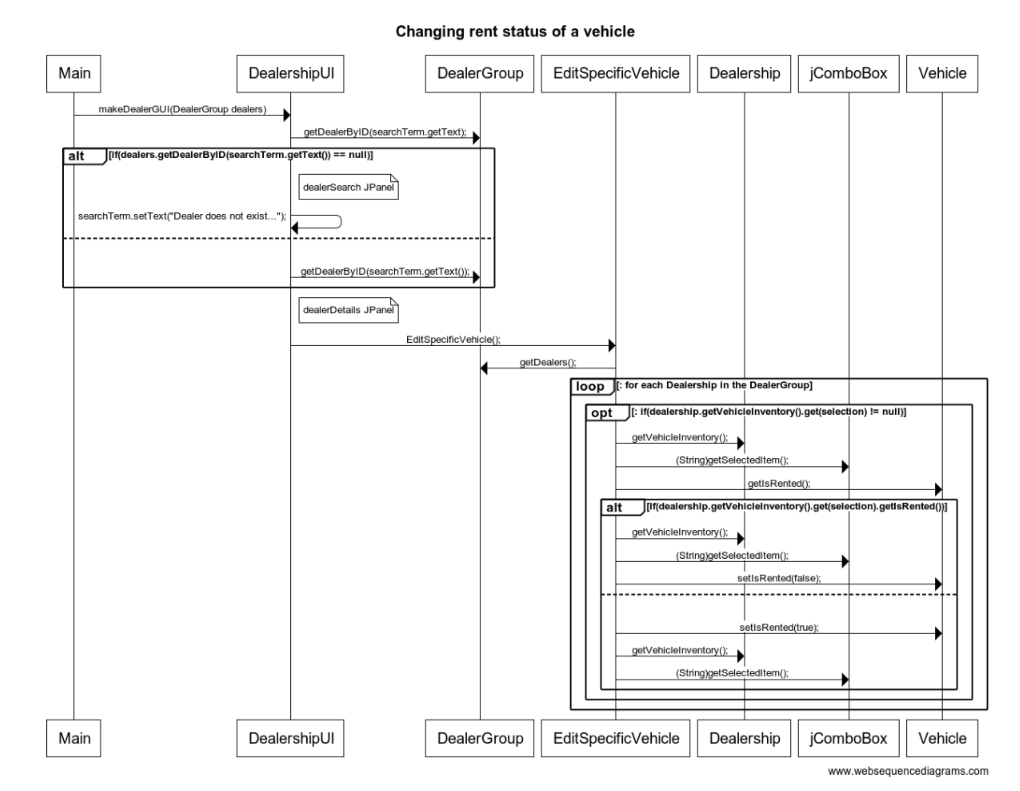 Changing rent status of a vehicle
Main
DealershipUI
DealerGroup
EditSpecificVehicle
Dealership
jComboBox
Vehicle
makeDealerGUI(DealerGroup dealers)
getDealerByID(searchTerm.getText);
alt [If(dealers.getDealerByID(searchTerm.getText()) == null)]
dealerSearch JPanel
searchTerm.setText("Dealer does not exist...");
getDealerByID(searchTerm.getText());
dealerDetails JPanel
EditSpecificVehicle();
getDealers();
loop [: for each Dealership in the DealerGroup]
opt [: if(dealership.getVehicleInventory().get(selection) != null)]
getVehicleInventory();
(String)getSelectedItem();
getIsRented();
alt [If(dealership.getVehicleInventory().get(selection).getIsRented())]
getVehicleInventory();
(String)getSelectedItem();
setIsRented(false);
setIsRented(true);
getVehicleInventory();
(String)getSelectedItem();
Main
DealershipUI
DealerGroup
EditSpecificVehicle
Dealership
jComboBox
Vehicle
www.websequencediagrams.com